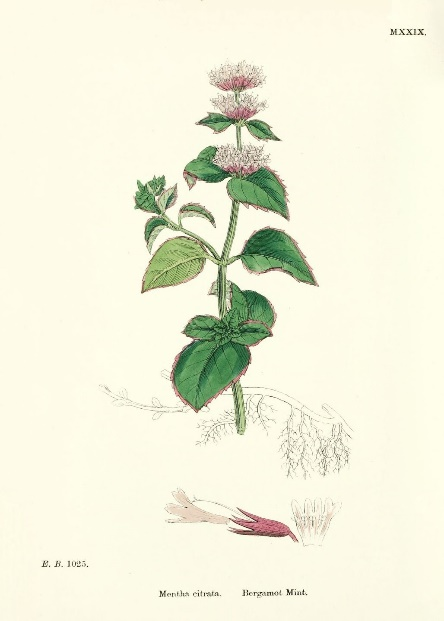 MXXIX.
E. B. 1025.
Mentha citrata. Bergamot Mint.